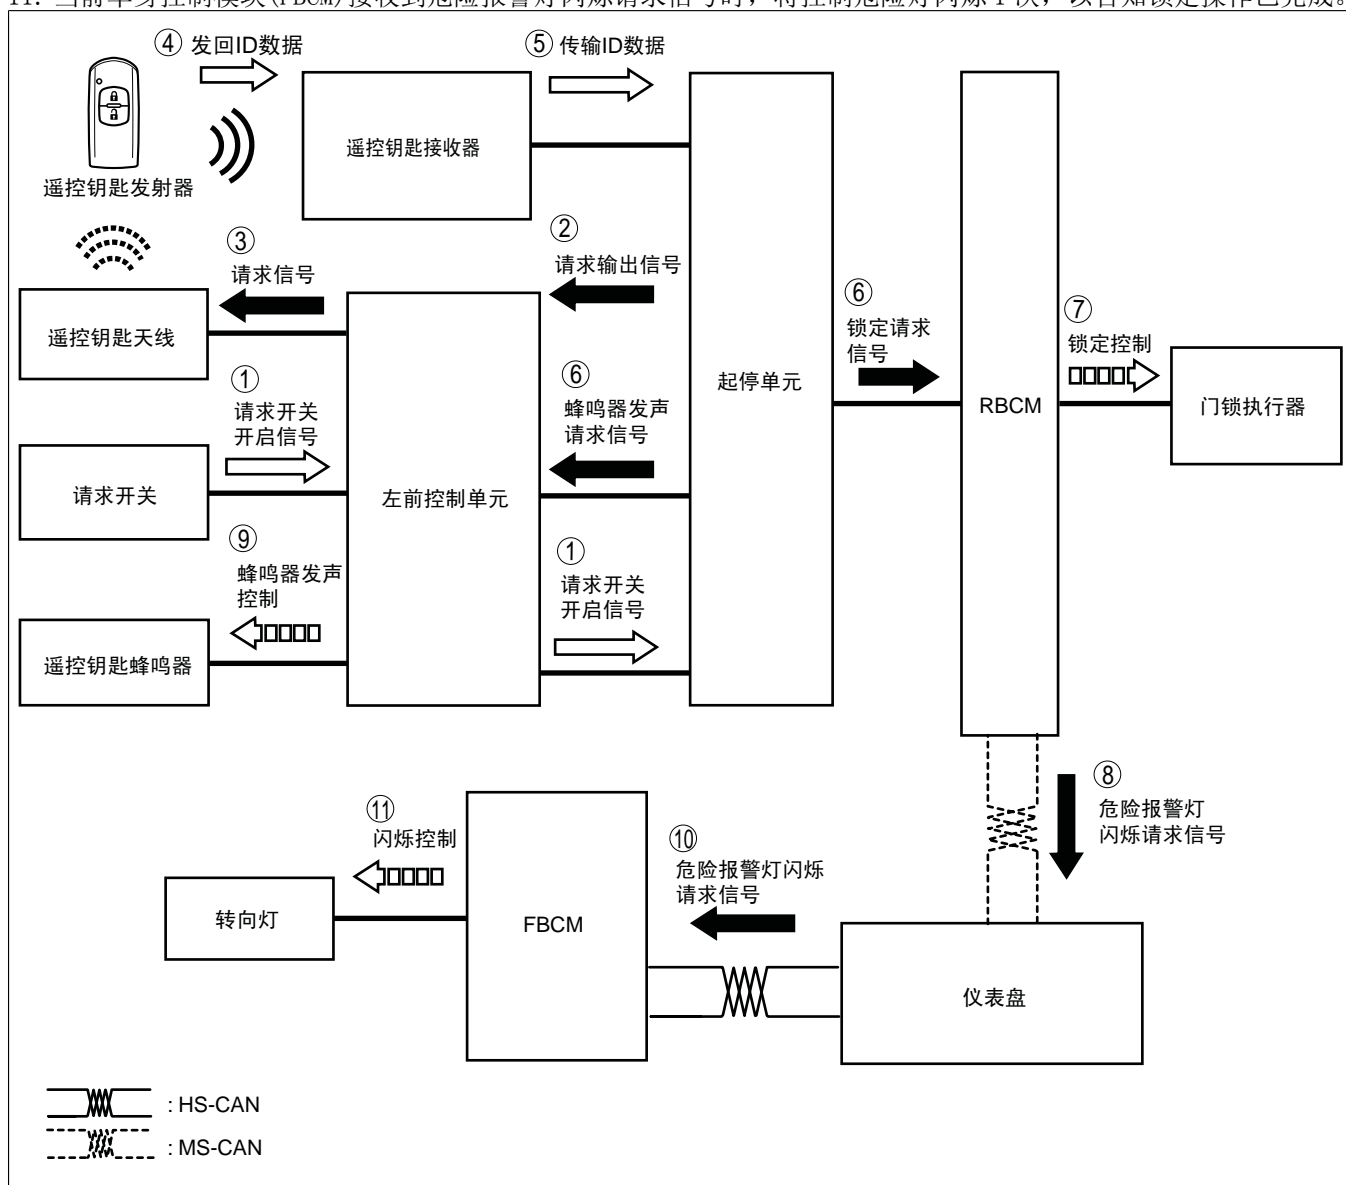 11. 当前车身控制模块(FBCM)接收到危险报警灯闪烁请求信号时，将控制危险灯闪烁 1 次，以告知锁定操作已完成。
④ 发回ID数据
⑤ 传输ID数据
遥控钥匙接收器
遥控钥匙发射器
③
请求信号
②
请求输出信号
遥控钥匙天线
①
请求开关
开启信号
⑥
蜂鸣器发声
请求信号
起停单元
⑥
锁定请求
信号
RBCM
⑦
锁定控制
门锁执行器
请求开关
左前控制单元
⑨
蜂鸣器发声
控制
①
请求开关
开启信号
遥控钥匙蜂鸣器
⑧
危险报警灯
闪烁请求信号
⑪
闪烁控制
⑩
危险报警灯闪烁
请求信号
转向灯
FBCM
仪表盘
: HS-CAN
: MS-CAN